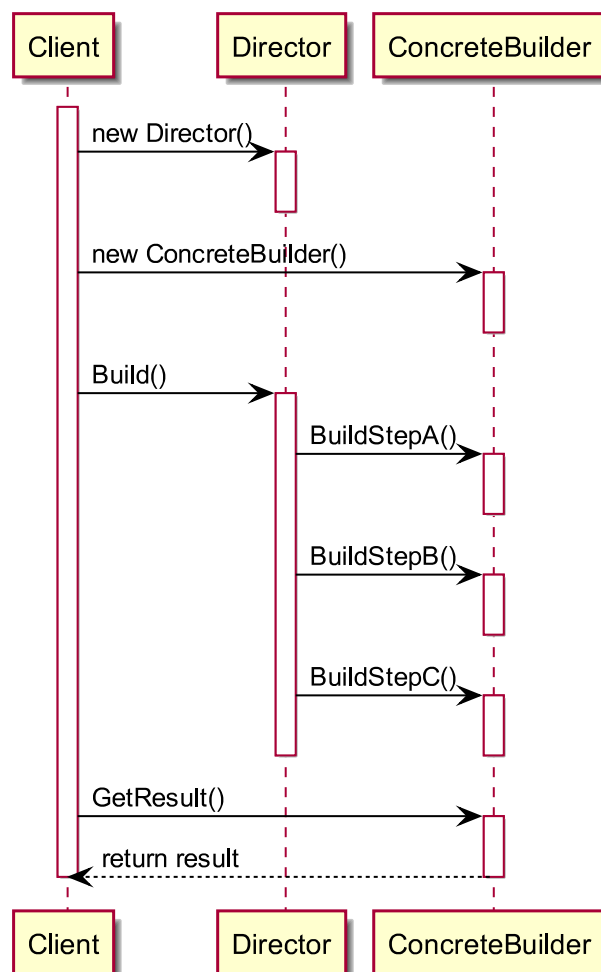 Client Director ConcreteBuilder
new Director()
new ConcreteBuilder()
Build()
BuildStepA()
BuildStepB()
BuildStepC()
GetResult()
return result
Client Director ConcreteBuilder